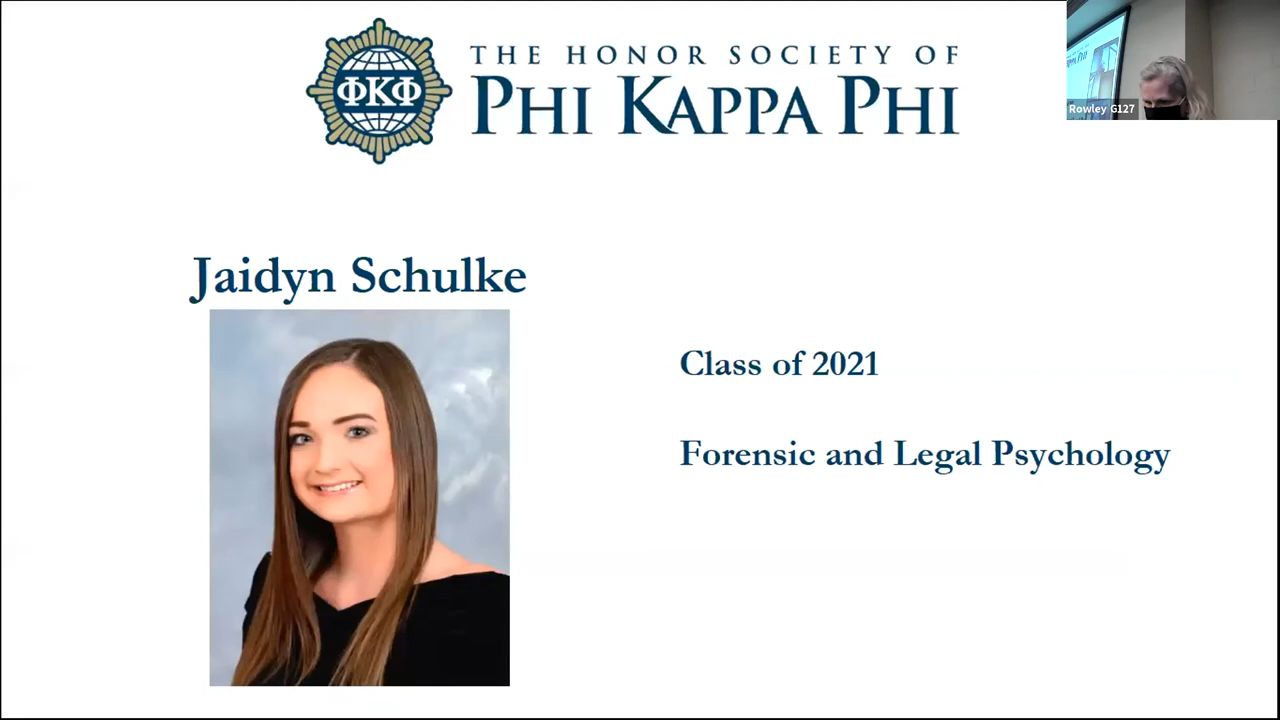 THE HONOR SOCIETY OF
ΦΚΦ
PHI KAPPA PHI
Rowley G127
Jaidyn Schulke
Class of 2021
Forensic and Legal Psychology